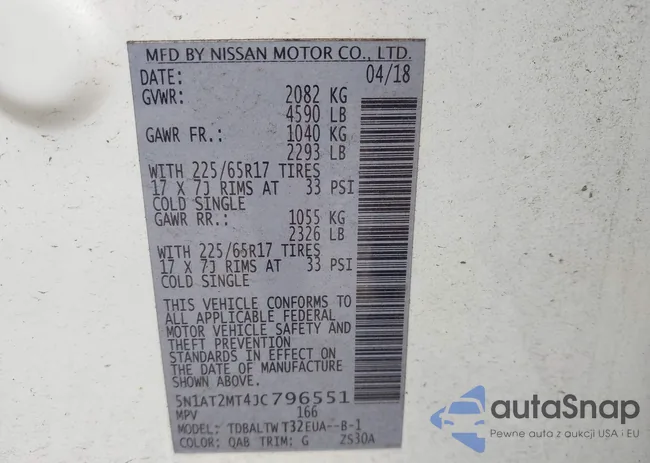 MFD BY NISSAN MOTOR CO., LTD.
DATE: 04/18
GVWR: 2082 KG
4590 LB
GAWR FR.: 1040 KG
2293 LB
WITH 225/65R17 TIRES
17 X 7J RIMS AT 33 PSI
COLD SINGLE
GAWR RR.: 1055 KG
2326 LB
WITH 225/65R17 TIRES
17 X 7J RIMS AT 33 PSI
COLD SINGLE
THIS VEHICLE CONFORMS TO
ALL APPLICABLE FEDERAL
MOTOR VEHICLE SAFETY AND
THEFT PREVENTION
STANDARDS IN EFFECT ON
THE DATE OF MANUFACTURE
SHOWN ABOVE.
5N1AT2MT4JC796551
MPV 166
MODEL: TDBALTWT32EUA--B-1
COLOR: QAB TRIM: G ZS30A
autoSnap
Pewne auta z aukcji USA i EU